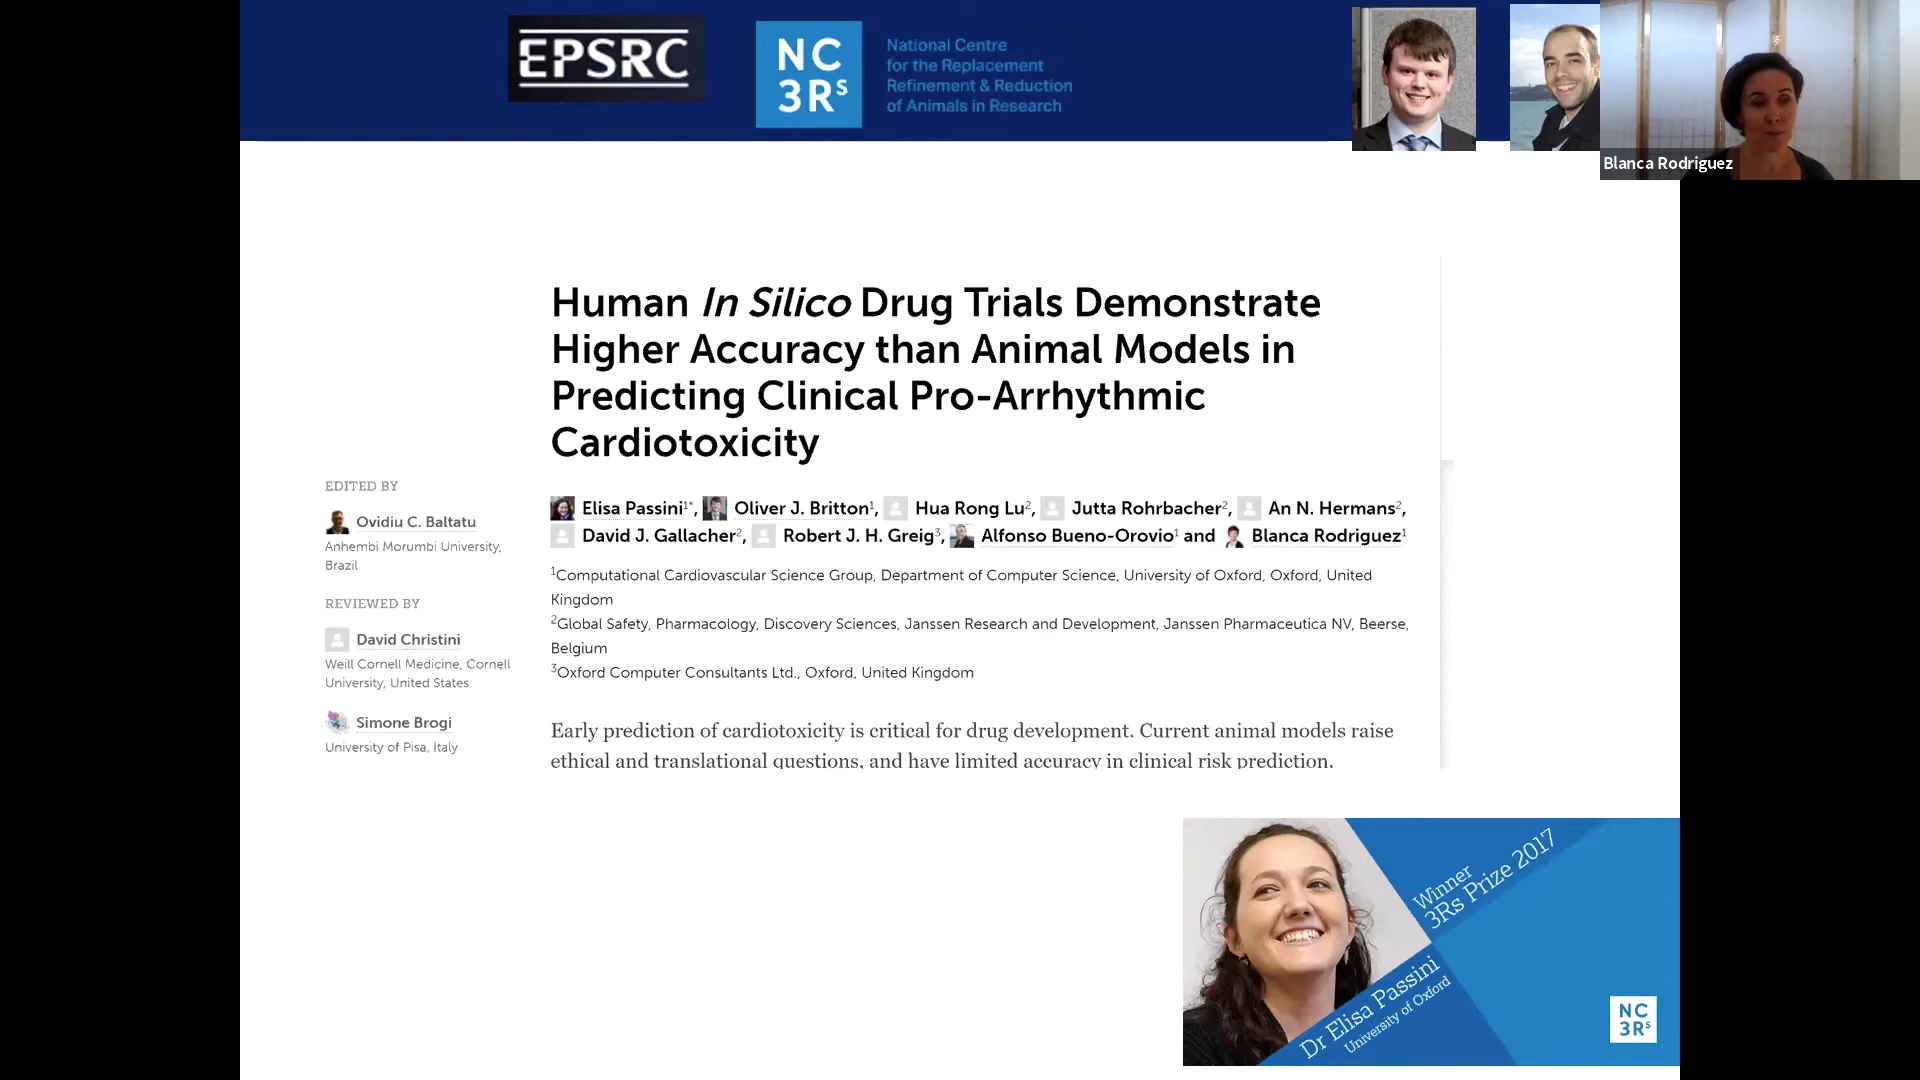 EPSRC
NC
3Rs
National Centre
for the Replacement
Refinement & Reduction
of Animals in Research
Blanca Rodriguez
Human In Silico Drug Trials Demonstrate
Higher Accuracy than Animal Models in
Predicting Clinical Pro-Arrhythmic
Cardiotoxicity
EDITED BY
Ovidiu C. Baltatu
Anhembi Morumbi University,
Brazil
REVIEWED BY
David Christini
Weill Cornell Medicine, Cornell
University, United States
Simone Brogi
University of Pisa, Italy
Elisa Passini1*, Oliver J. Britton1, Hua Rong Lu2, Jutta Rohrbacher2, An N. Hermans2,
David J. Gallacher2, Robert J. H. Greig3, Alfonso Bueno-Orovio1 and Blanca Rodriguez1
1Computational Cardiovascular Science Group, Department of Computer Science, University of Oxford, Oxford, United
Kingdom
2Global Safety, Pharmacology, Discovery Sciences, Janssen Research and Development, Janssen Pharmaceutica NV, Beerse,
Belgium
3Oxford Computer Consultants Ltd., Oxford, United Kingdom
Early prediction of cardiotoxicity is critical for drug development. Current animal models raise
ethical and translational questions, and have limited accuracy in clinical risk prediction.
Winner
3Rs Prize 2017
Dr Elisa Passini
University of Oxford
NC
3Rs